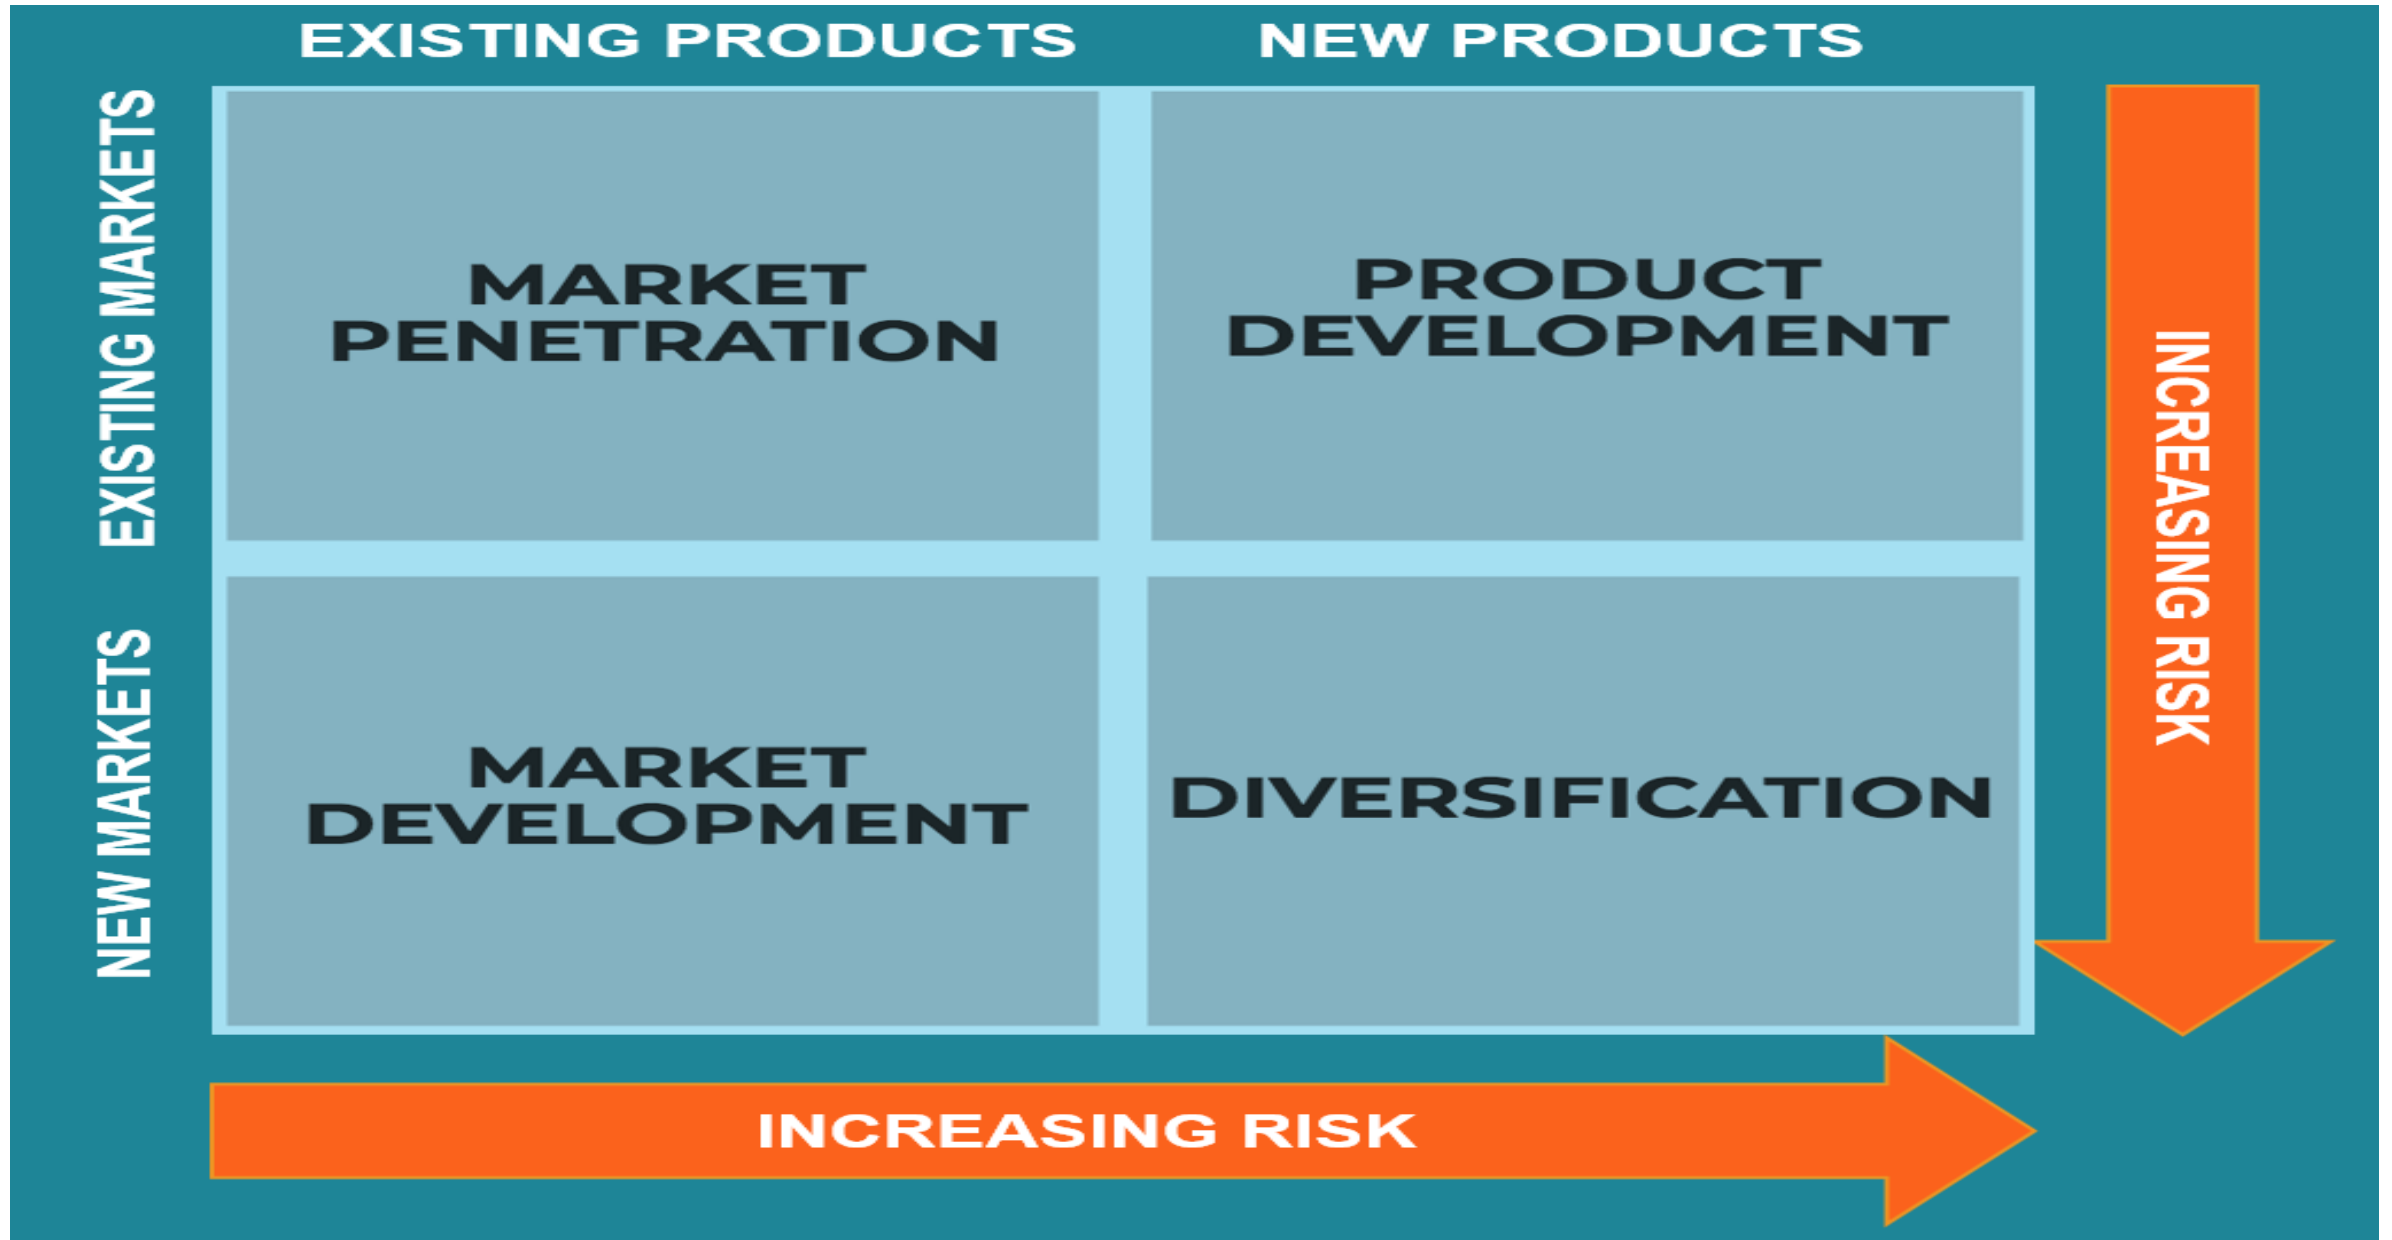 EXISTING PRODUCTS
NEW PRODUCTS
EXISTING MARKETS
MARKET
PENETRATION
PRODUCT
DEVELOPMENT
NEW MARKETS
MARKET
DEVELOPMENT
DIVERSIFICATION
INCREASING RISK
INCREASING RISK